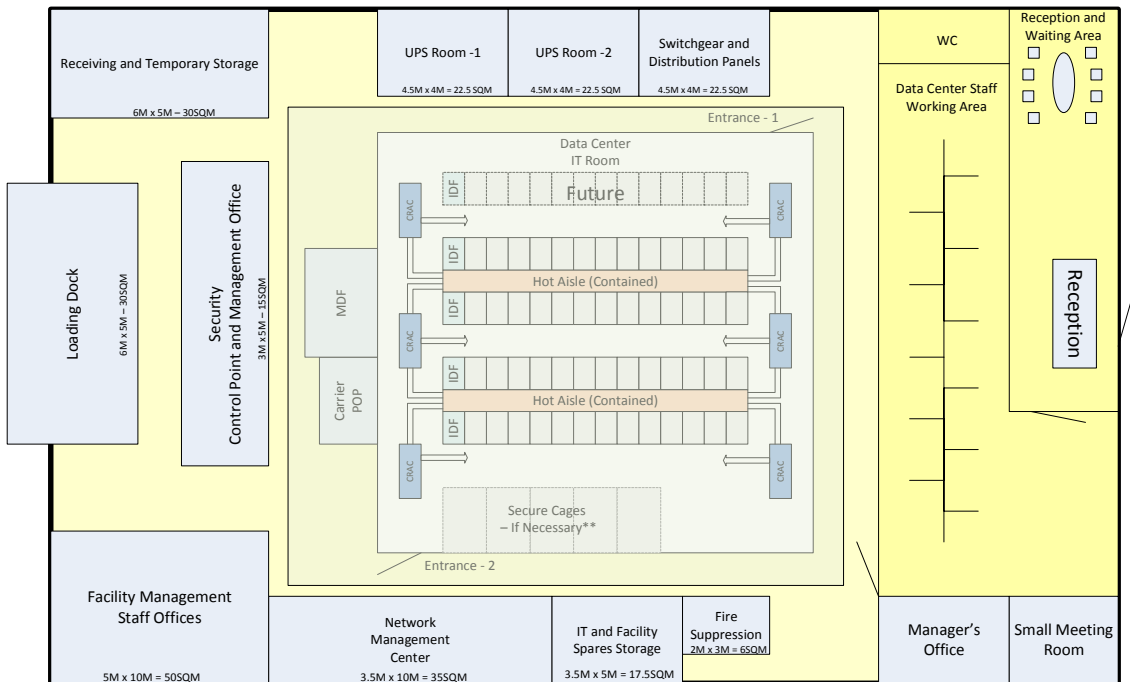 Receiving and Temporary Storage
6M x 5M – 30SQM
UPS Room -1
4.5M x 4M = 22.5 SQM
UPS Room -2
4.5M x 4M = 22.5 SQM
Switchgear and
Distribution Panels
4.5M x 4M = 22.5 SQM
WC
Reception and
Waiting Area
Data Center Staff
Working Area
Entrance - 1
Data Center
IT Room
IDF
Future
CRAC
CRAC
IDF
Hot Aisle (Contained)
IDF
MDF
CRAC
CRAC
Carrier
POP
IDF
Hot Aisle (Contained)
IDF
CRAC
CRAC
Secure Cages
– If Necessary**
Entrance - 2
Loading Dock
6M x 5M – 30SQM
Security
Control Point and Management Office
3M x 5M – 15SQM
Reception
Facility Management
Staff Offices
5M x 10M = 50SQM
Network
Management
Center
3.5M x 10M = 35SQM
IT and Facility
Spares Storage
3.5M x 5M = 17.5SQM
Fire
Suppression
2M x 3M = 6SQM
Manager's
Office
Small Meeting
Room